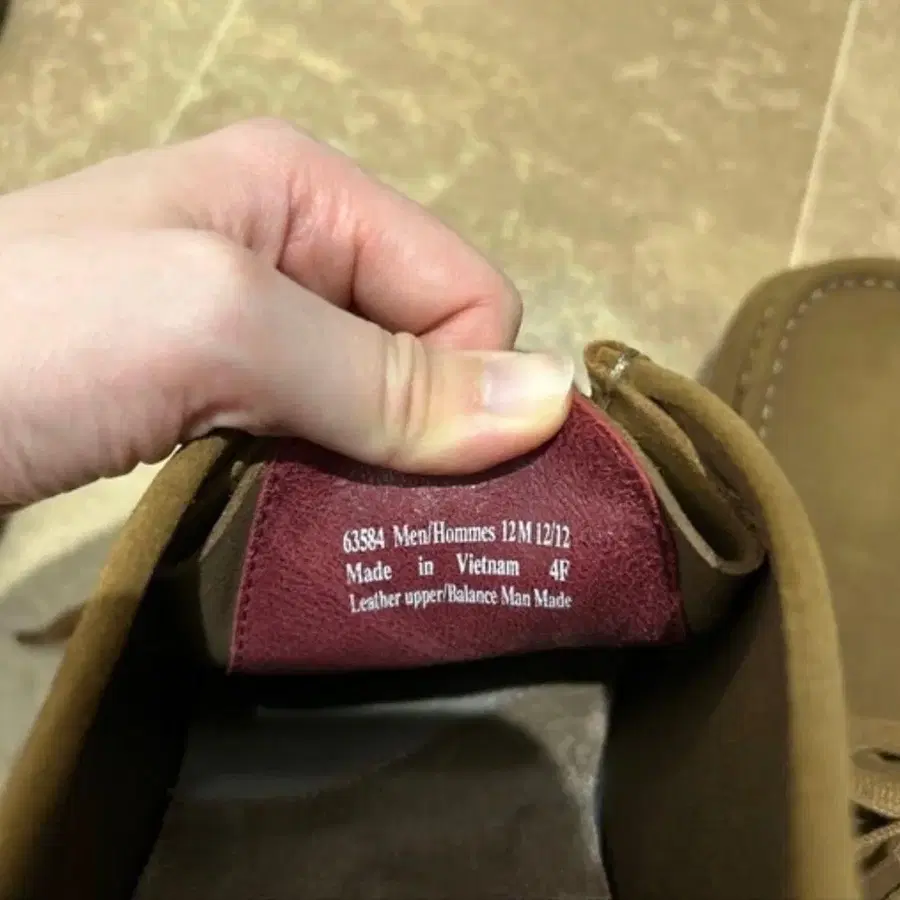 63584 Men/Hommes 12M 12/12
Made in Vietnam 4F
Leather upper/Balance Man Made